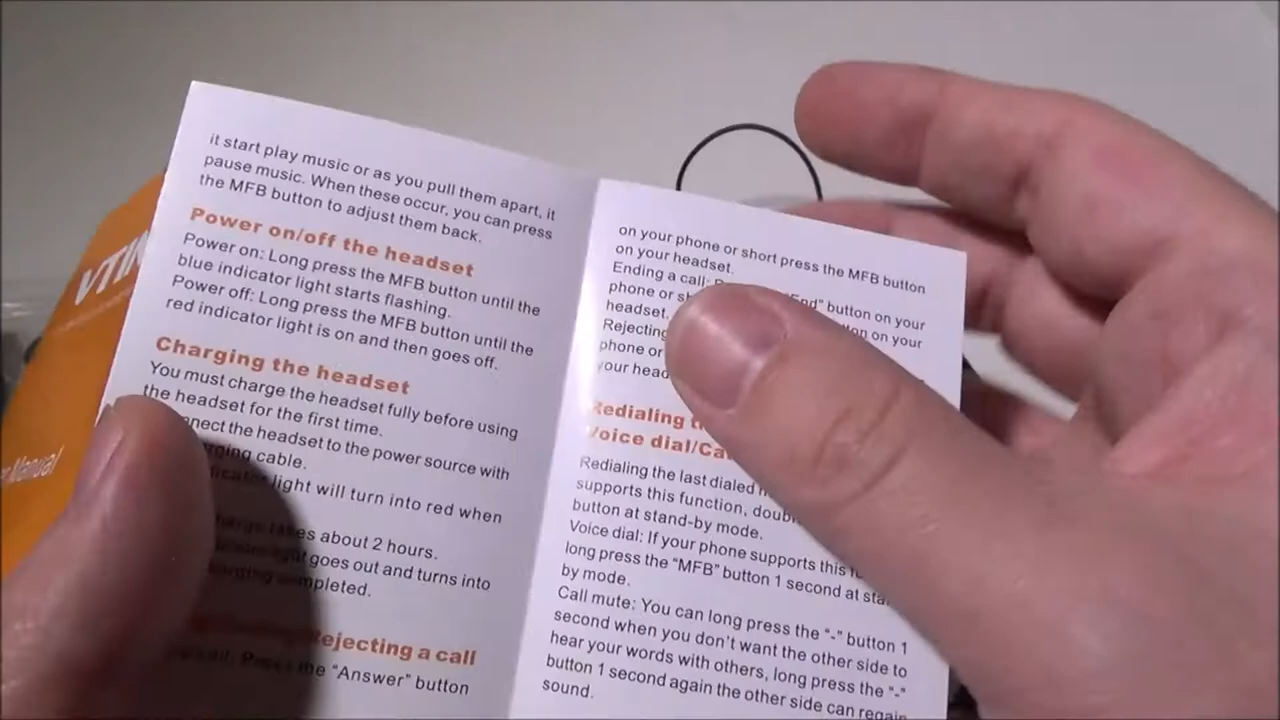 it start play music or as you pull them apart, it
pause music. When these occur, you can press
the MFB button to adjust them back.
Power on/off the headset
Power on: Long press the MFB button until the
blue indicator light starts flashing.
Power off: Long press the MFB button until the
red indicator light is on and then goes off.
Charging the headset
You must charge the headset fully before using
the headset for the first time.
the headset to the power source with
cable.
light will turn into red when
takes about 2 hours.
goes out and turns into
completed.
Rejecting a call
the “Answer” button
on your phone or short press the MFB button
on your headset.
Ending a call: "End" button on your
phone or
headset. on your
Rejecting
phone or
your
Redialing
Voice
Redialing the last dialed
supports this function,
button at stand-by mode.
Voice dial: If your phone supports this
long press the “MFB” button 1 second at
by mode.
Call mute: You can long press the “-” button 1
second when you don’t want the other side to
hear your words with others, long press the “-”
button 1 second again the other side can regain
sound.
Manual